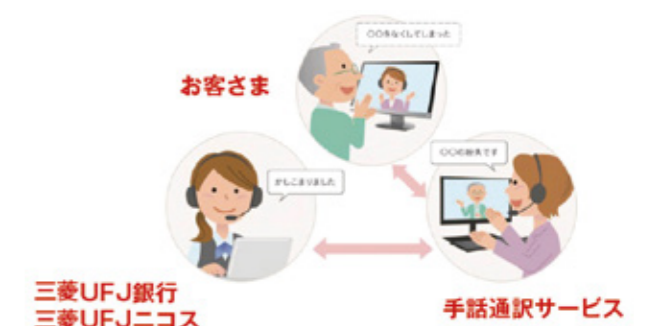 〇〇をなくしてしまった
お客さま
〇〇の紛失です
かしこまりました
三菱UFJ銀行
三菱UFJニコス
手話通訳サービス